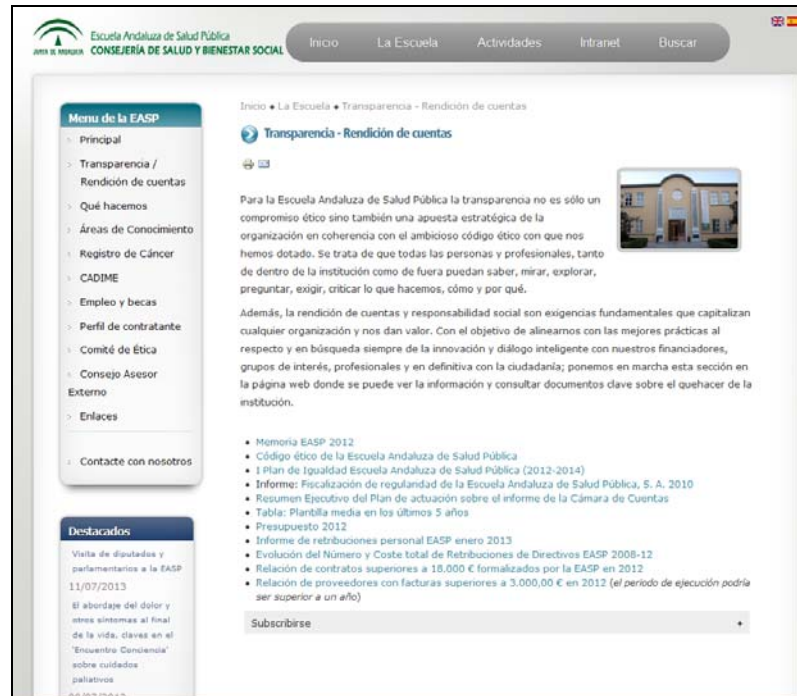 Escuela Andaluza de Salud Pública
JUNTA DE ANDALUCIA CONSEJERÍA DE SALUD Y BIENESTAR SOCIAL
Inicio La Escuela Actividades Intranet Buscar
Menu de la EASP
Principal
Transparencia /
Rendición de cuentas
Qué hacemos
Áreas de Conocimiento
Registro de Cáncer
CADIME
Empleo y becas
Perfil de contratante
Comité de Ética
Consejo Asesor
Externo
Enlaces
Contacte con nosotros
Destacados
Visita de diputados y
parlamentarios a la EASP
11/07/2013
El abordaje del dolor y
otros síntomas al final
de la vida, claves en el
'Encuentro Conciencia'
sobre cuidados
paliativos
Inicio ♦ La Escuela ♦ Transparencia - Rendición de cuentas
Transparencia - Rendición de cuentas
Para la Escuela Andaluza de Salud Pública la transparencia no es sólo un
compromiso ético sino también una apuesta estratégica de la
organización en coherencia con el ambicioso código ético con que nos
hemos dotado. Se trata de que todas las personas y profesionales, tanto
de dentro de la institución como de fuera puedan saber, mirar, explorar,
preguntar, exigir, criticar lo que hacemos, cómo y por qué.
Además, la rendición de cuentas y responsabilidad social son exigencias fundamentales que capitalizan
cualquier organización y nos dan valor. Con el objetivo de alinearnos con las mejores prácticas al
respecto y en búsqueda siempre de la innovación y diálogo inteligente con nuestros financiadores,
grupos de interés, profesionales y en definitiva con la ciudadanía; ponemos en marcha esta sección en
la página web donde se puede ver la información y consultar documentos clave sobre el quehacer de la
institución.
• Memoria EASP 2012
• Código ético de la Escuela Andaluza de Salud Pública
• I Plan de Igualdad Escuela Andaluza de Salud Pública (2012-2014)
• Informe: Fiscalización de regularidad de la Escuela Andaluza de Salud Pública, S. A. 2010
• Resumen Ejecutivo del Plan de actuación sobre el informe de la Cámara de Cuentas
• Tabla: Plantilla media en los últimos 5 años
• Presupuesto 2012
• Informe de retribuciones personal EASP enero 2013
• Evolución del Número y Coste total de Retribuciones de Directivos EASP 2008-12
• Relación de contratos superiores a 18.000 € formalizados por la EASP en 2012
• Relación de proveedores con facturas superiores a 3.000,00 € en 2012 (el periodo de ejecución podría
ser superior a un año)
Subscribirse +